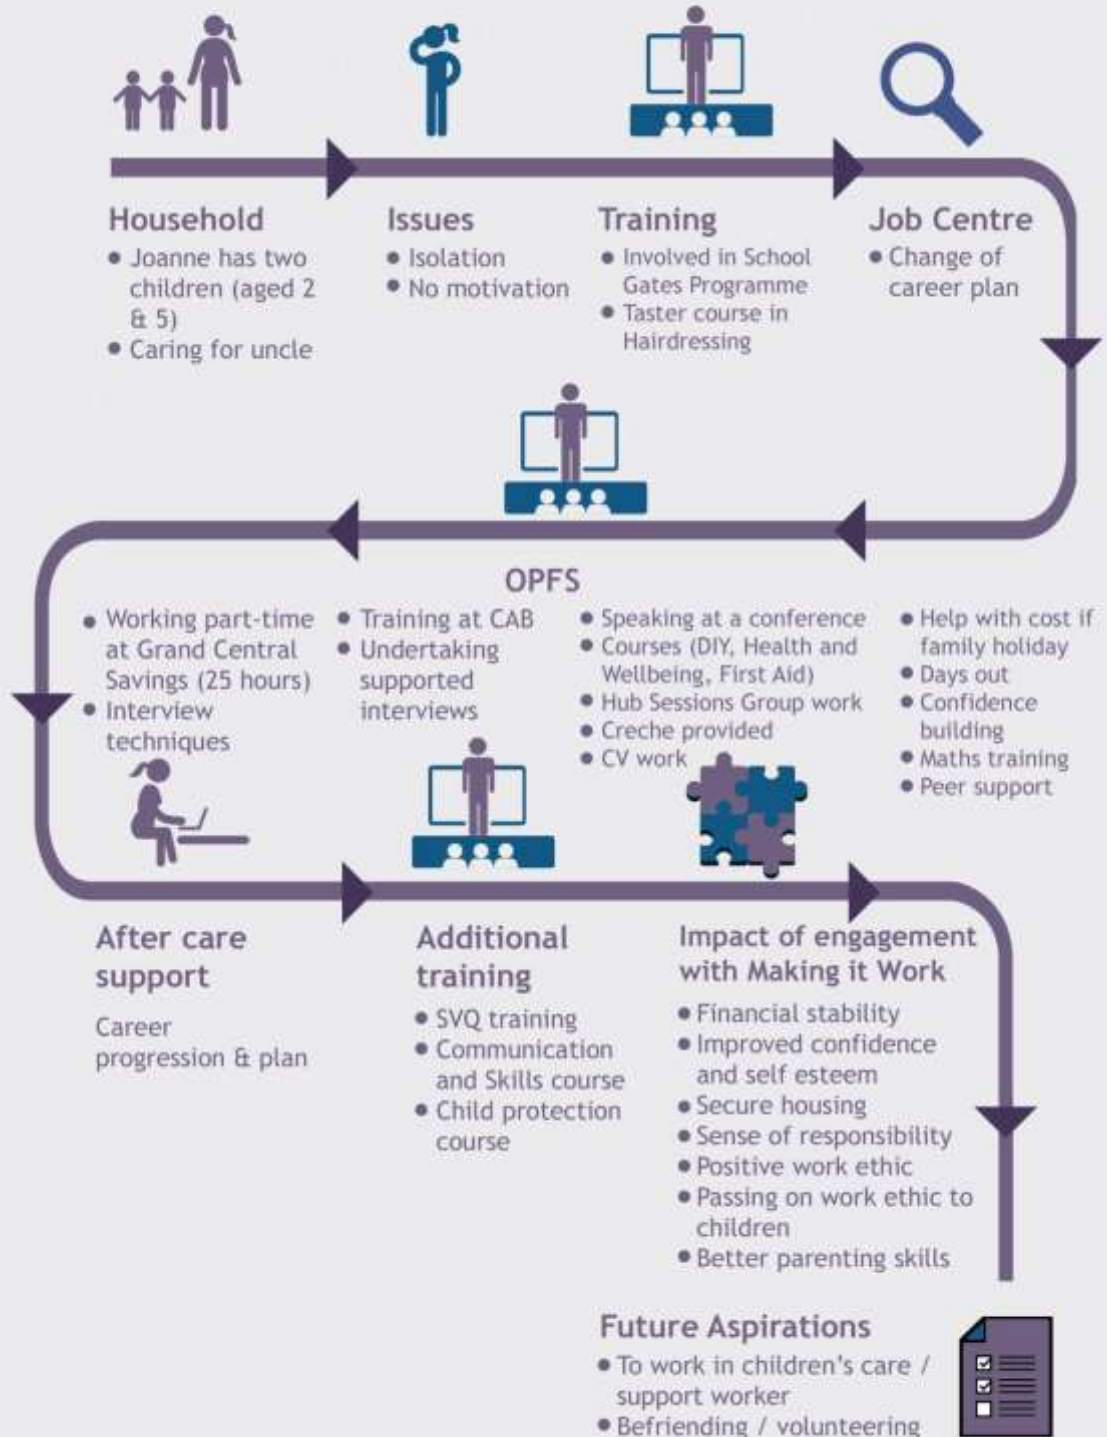 Household
• Joanne has two
children (aged 2
& 5)
• Caring for uncle
Issues
• Isolation
• No motivation
Training
• Involved in School
Gates Programme
• Taster course in
Hairdressing
Job Centre
• Change of
career plan
OPFS
• Working part-time
at Grand Central
Savings (25 hours)
• Interview
techniques
• Training at CAB
• Undertaking
supported
interviews
• Speaking at a conference
• Courses (DIY, Health and
Wellbeing, First Aid)
• Hub Sessions Group work
• Creche provided
• CV work
• Help with cost if
family holiday
• Days out
• Confidence
building
• Maths training
• Peer support
After care
support
Career
progression & plan
Additional
training
• SVQ training
• Communication
and Skills course
• Child protection
course
Impact of engagement
with Making it Work
• Financial stability
• Improved confidence
and self esteem
• Secure housing
• Sense of responsibility
• Positive work ethic
• Passing on work ethic to
children
• Better parenting skills
Future Aspirations
• To work in children's care /
support worker
• Befriending / volunteering